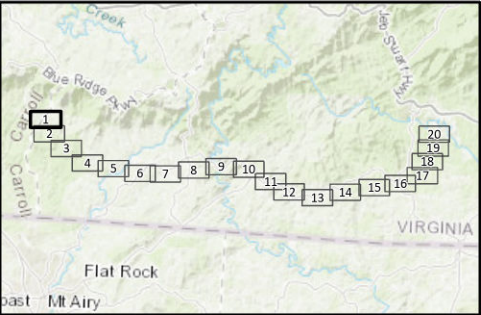 Creek
Blue Ridge Pkwy
Jeb Stuart Hwy
Carroll
Carroll
1
2
3
4
5
6
7
8
9
10
11
12
13
14
15
16
17
18
19
20
VIRGINIA
Flat Rock
oast Mt Airy